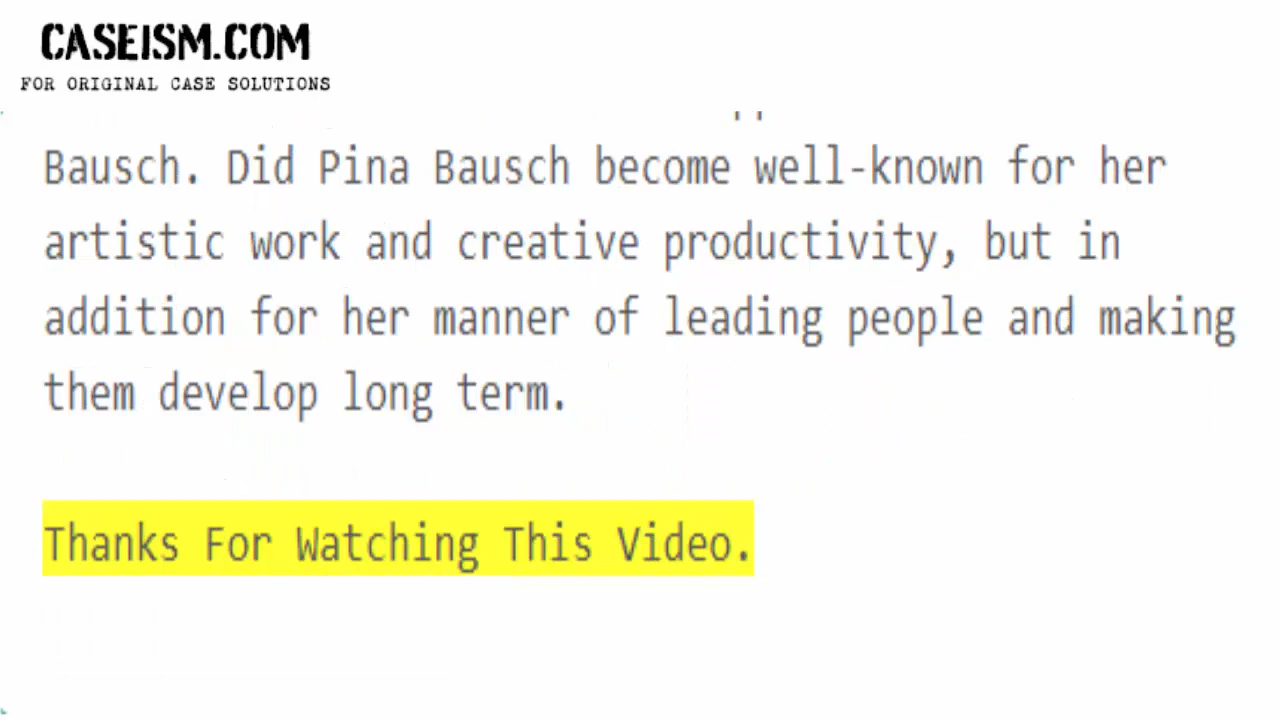 CASEISM.COM
FOR ORIGINAL CASE SOLUTIONS
Bausch. Did Pina Bausch become well-known for her
artistic work and creative productivity, but in
addition for her manner of leading people and making
them develop long term.
Thanks For Watching This Video.